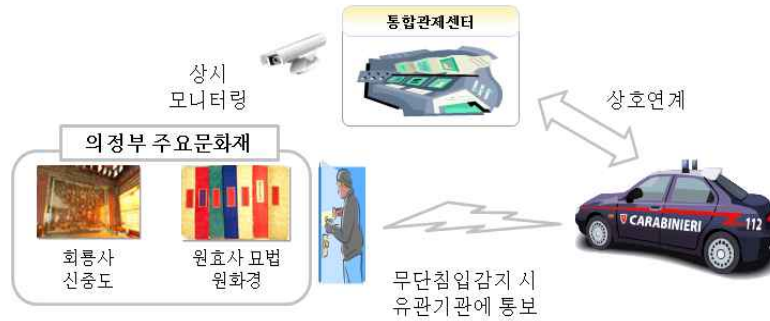 통합관제센터
상시
모니터링
상호연계
의정부 주요문화재
CARABINIERI
112
회룡사
신중도
원효사 묘법
원화경
무단침입감지 시
유관기관에 통보